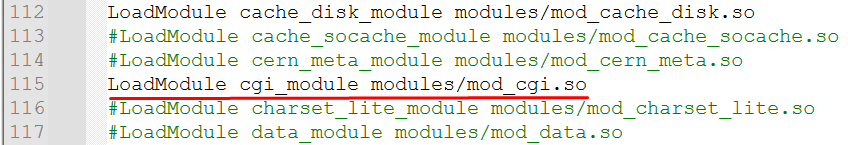 112 LoadModule cache_disk_module modules/mod_cache_disk.so
113 #LoadModule cache_socache_module modules/mod_cache_socache.so
114 #LoadModule cern_meta_module modules/mod_cern_meta.so
115 LoadModule cgi_module modules/mod_cgi.so
116 #LoadModule charset_lite_module modules/mod_charset_lite.so
117 #LoadModule data_module modules/mod_data.so